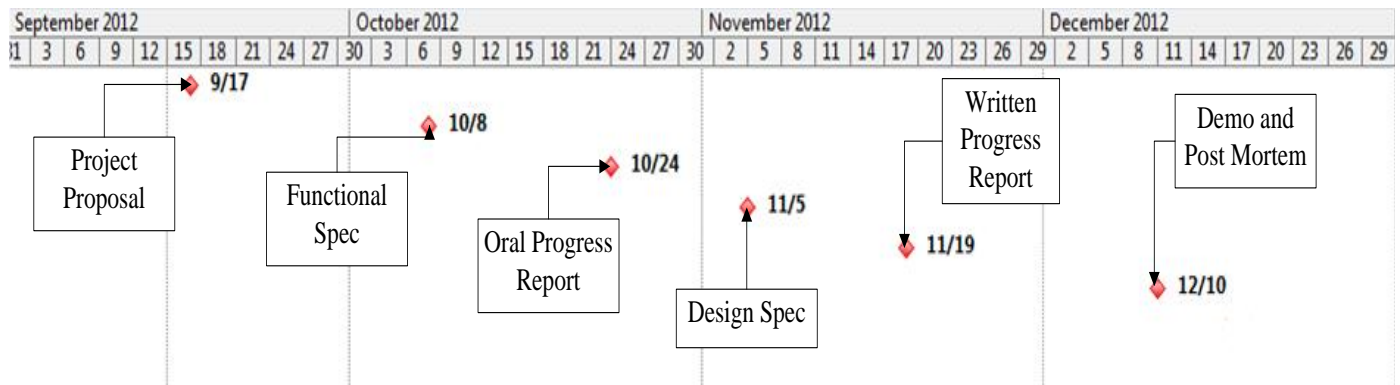 September 2012 October 2012 November 2012 December 2012
31 3 6 9 12 15 18 21 24 27 30 3 6 9 12 15 18 21 24 27 30 2 5 8 11 14 17 20 23 26 29 2 5 8 11 14 17 20 23 26 29
9/17
Project
Proposal
10/8
Functional
Spec
10/24
Oral Progress
Report
11/5
Design Spec
Written
Progress
Report
11/19
Demo and
Post Mortem
12/10